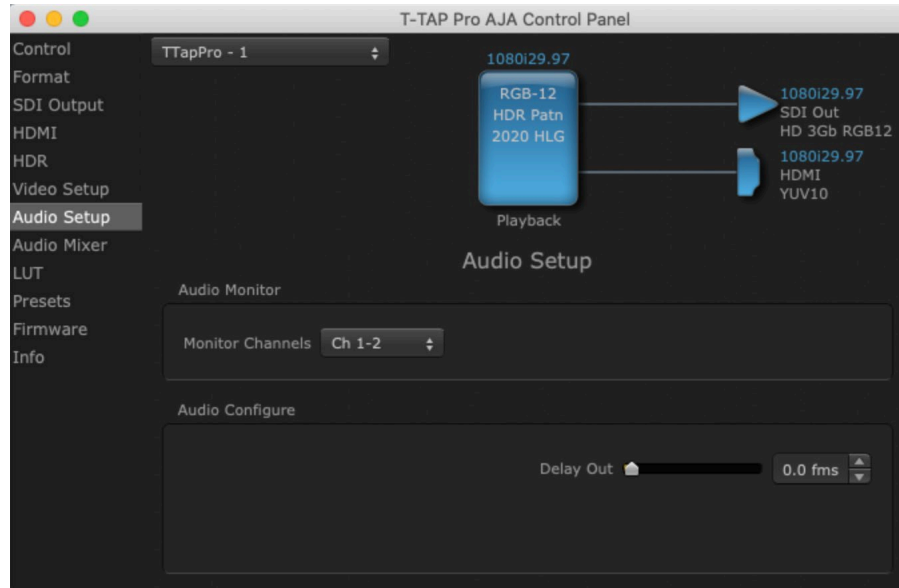 T-TAP Pro AJA Control Panel
Control
Format
SDI Output
HDMI
HDR
Video Setup
Audio Setup
Audio Mixer
LUT
Presets
Firmware
Info
TTapPro - 1
1080i29.97
RGB-12
HDR Patn
2020 HLG
Playback
1080i29.97
SDI Out
HD 3Gb RGB12
1080i29.97
HDMI
YUV10
Audio Setup
Audio Monitor
Monitor Channels Ch 1-2
Audio Configure
Delay Out 0.0 fms